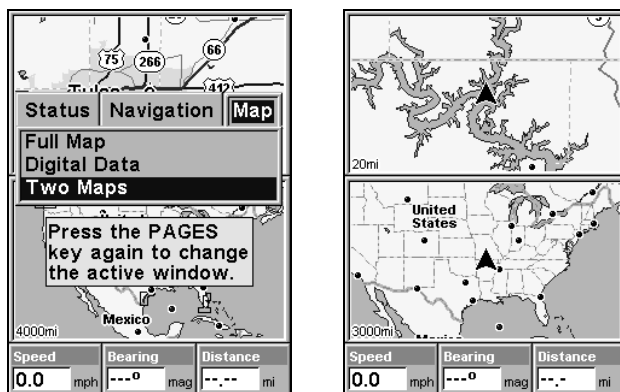 75
266
66
Tulsa
412
Status Navigation Map
Full Map
Digital Data
Two Maps
Press the PAGES
key again to change
the active window.
Mexico
4000mi
Speed Bearing Distance
0.0 mph ---° mag --.-- mi
20mi
United
States
3000mi
Speed Bearing Distance
0.0 mph ---° mag --.-- mi